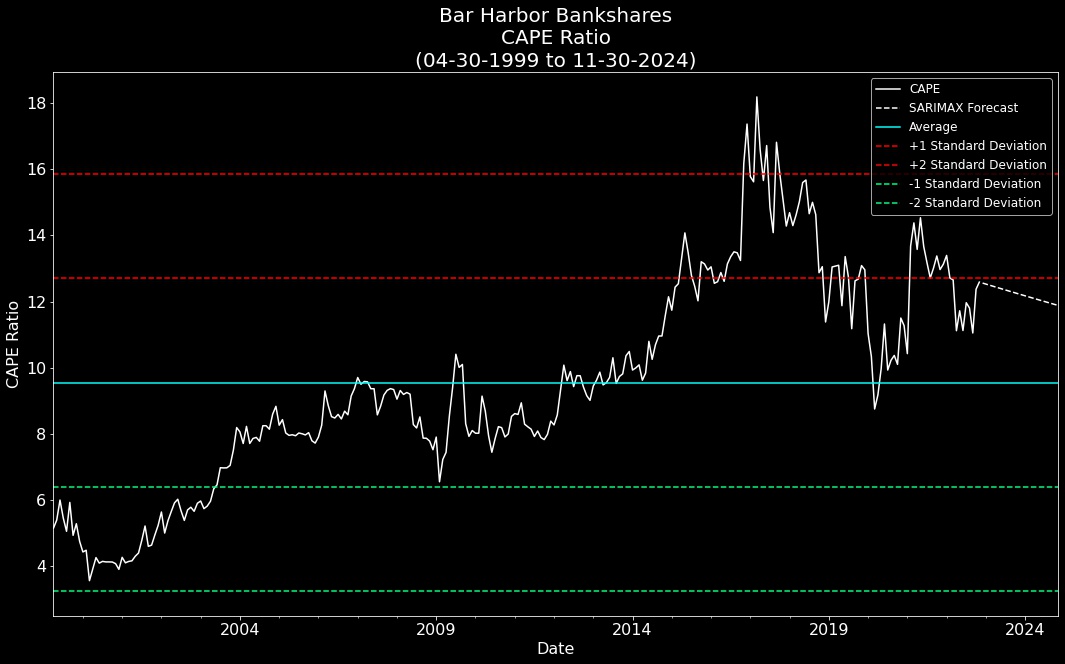 Bar Harbor Bankshares
CAPE Ratio
(04-30-1999 to 11-30-2024)
CAPE
SARIMAX Forecast
Average
+1 Standard Deviation
+2 Standard Deviation
-1 Standard Deviation
-2 Standard Deviation
18
16
14
12
10
8
6
4
CAPE Ratio
2004
2009
2014
2019
2024
Date